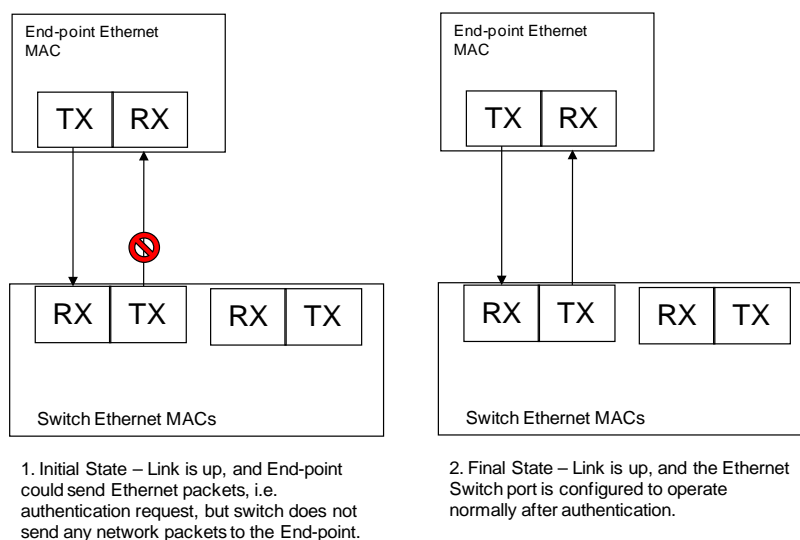 End-point Ethernet
MAC
TX RX
RX TX RX TX
Switch Ethernet MACs
1. Initial State – Link is up, and End-point
could send Ethernet packets, i.e.
authentication request, but switch does not
send any network packets to the End-point.
End-point Ethernet
MAC
TX RX
RX TX RX TX
Switch Ethernet MACs
2. Final State – Link is up, and the Ethernet
Switch port is configured to operate
normally after authentication.